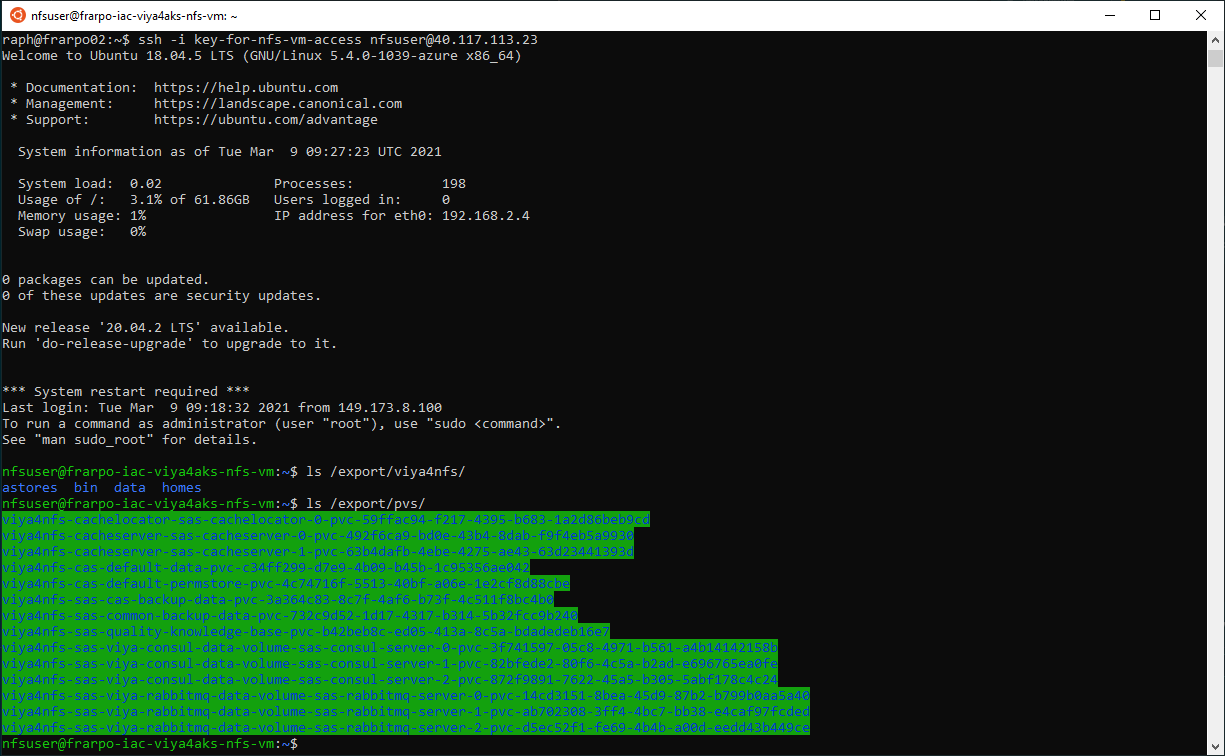 nfsuser@frarpo-iac-viya4aks-nfs-vm: ~
raph@frarpo02:~$ ssh -i key-for-nfs-vm-access nfsuser@40.117.113.23
Welcome to Ubuntu 18.04.5 LTS (GNU/Linux 5.4.0-1039-azure x86_64)
* Documentation:  https://help.ubuntu.com
* Management:     https://landscape.canonical.com
* Support:        https://ubuntu.com/advantage
System information as of Tue Mar  9 09:27:23 UTC 2021
System load:  0.02              Processes:           198
Usage of /:   3.1% of 61.86GB   Users logged in:     0
Memory usage: 1%                IP address for eth0: 192.168.2.4
Swap usage:   0%
0 packages can be updated.
0 of these updates are security updates.
New release '20.04.2 LTS' available.
Run 'do-release-upgrade' to upgrade to it.
*** System restart required ***
Last login: Tue Mar  9 09:18:32 2021 from 149.173.8.100
To run a command as administrator (user "root"), use "sudo <command>".
See "man sudo_root" for details.
nfsuser@frarpo-iac-viya4aks-nfs-vm:~$ ls /export/viya4nfs/
astores  bin  data  homes
nfsuser@frarpo-iac-viya4aks-nfs-vm:~$ ls /export/pvs/
viya4nfs-cachelocator-sas-cachelocator-0-pvc-59ffac94-f217-4395-b683-1a2d86beb9cd
viya4nfs-cacheserver-sas-cacheserver-0-pvc-492f6ca9-bd0e-43b4-8dab-f9f4eb5a9930
viya4nfs-cacheserver-sas-cacheserver-1-pvc-63b4dafb-4ebe-4275-ae43-63d23441393d
viya4nfs-cas-default-data-pvc-c34ff299-d7e9-4b09-b45b-1c95356ae042
viya4nfs-cas-default-permstore-pvc-4c74716f-5513-40bf-a06e-1e2cf8d88cbe
viya4nfs-sas-cas-backup-data-pvc-3a364c83-8c7f-4af6-b73f-4c511f8bc4b0
viya4nfs-sas-common-backup-data-pvc-732c9d52-1d17-4317-b314-5b32fcc9b240
viya4nfs-sas-quality-knowledge-base-pvc-b42beb8c-ed05-413a-8c5a-bdadedeb16e7
viya4nfs-sas-viya-consul-data-volume-sas-consul-server-0-pvc-3f741597-05c8-4971-b561-a4b14142158b
viya4nfs-sas-viya-consul-data-volume-sas-consul-server-1-pvc-82bfede2-80f6-4c5a-b2ad-e696765ea0fe
viya4nfs-sas-viya-consul-data-volume-sas-consul-server-2-pvc-872f9891-7622-45a5-b305-5abf178c4c24
viya4nfs-sas-viya-rabbitmq-data-volume-sas-rabbitmq-server-0-pvc-14cd3151-8bea-45d9-87b2-b799b0aa5a40
viya4nfs-sas-viya-rabbitmq-data-volume-sas-rabbitmq-server-1-pvc-ab702308-3ff4-4bc7-bb38-e4caf97fcded
viya4nfs-sas-viya-rabbitmq-data-volume-sas-rabbitmq-server-2-pvc-d5ec52f1-fe69-4b4b-a00d-eedd43b449ce
nfsuser@frarpo-iac-viya4aks-nfs-vm:~$